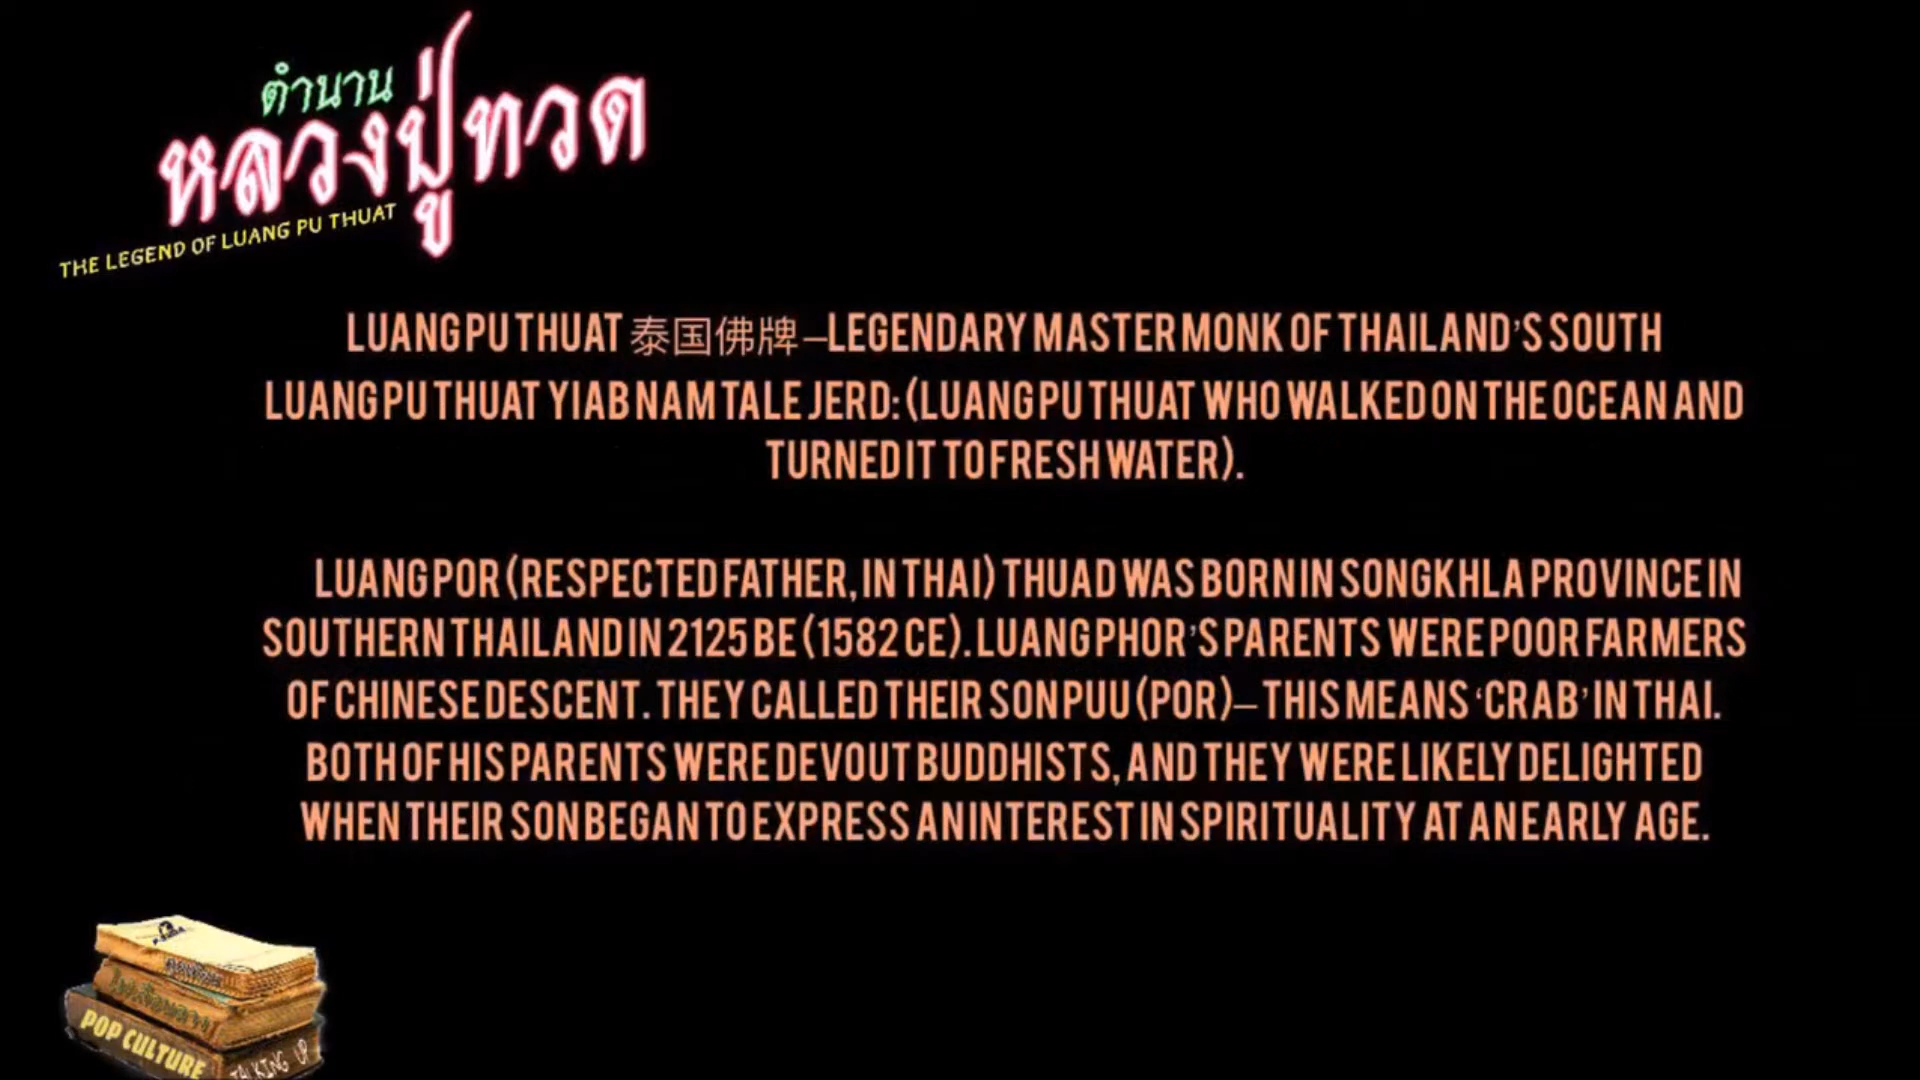 ตำนาน
หลวงปู่ทวด
THE LEGEND OF LUANG PU THUAT
LUANG PU THUAT 泰国佛牌 –LEGENDARY MASTER MONK OF THAILAND’S SOUTH
LUANG PU THUAT YIAB NAM TALE JERD: (LUANG PU THUAT WHO WALKED ON THE OCEAN AND
TURNED IT TO FRESH WATER).
LUANG POR (RESPECTED FATHER, IN THAI) THUAD WAS BORN IN SONGKHLA PROVINCE IN
SOUTHERN THAILAND IN 2125 BE (1582 CE). LUANG PHOR’S PARENTS WERE POOR FARMERS
OF CHINESE DESCENT. THEY CALLED THEIR SON PUU (POR)– THIS MEANS ‘CRAB’ IN THAI.
BOTH OF HIS PARENTS WERE DEVOUT BUDDHISTS, AND THEY WERE LIKELY DELIGHTED
WHEN THEIR SON BEGAN TO EXPRESS AN INTEREST IN SPIRITUALITY AT AN EARLY AGE.
POP CULTURE
TALKING UP